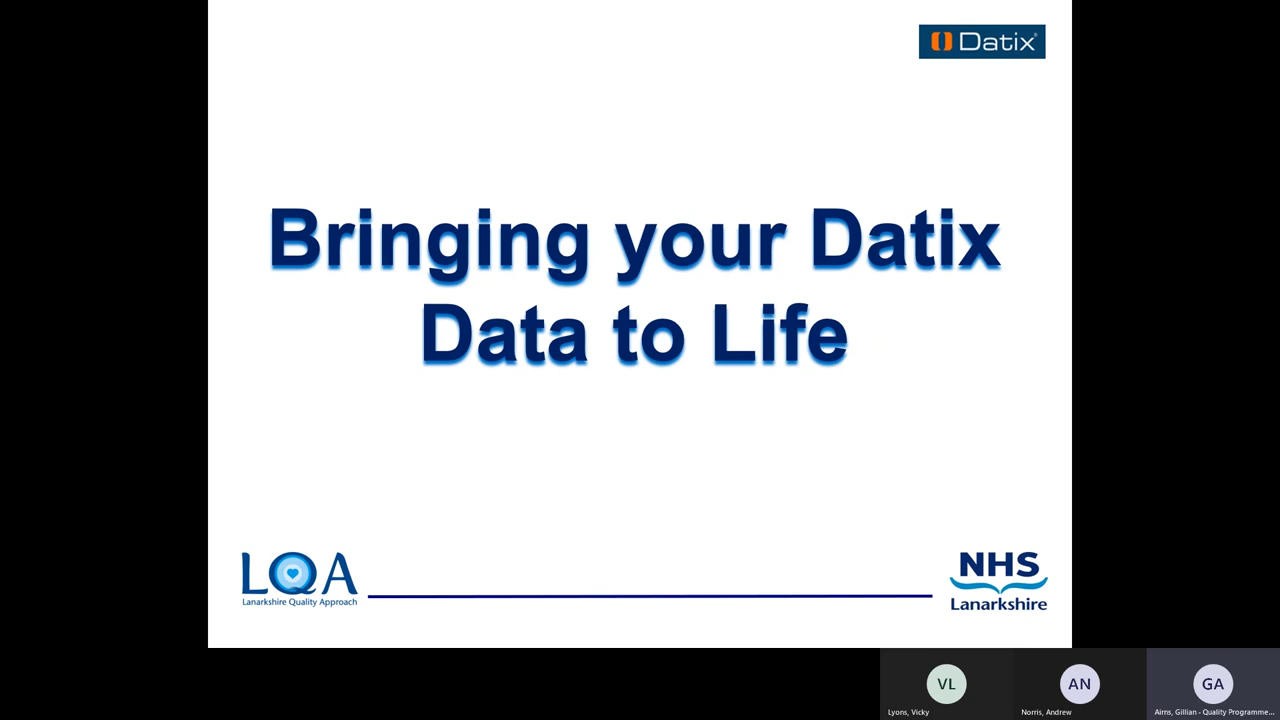 Datix®
Bringing your Datix
Data to Life
LQA
Lanarkshire Quality Approach
NHS
Lanarkshire
VL
AN
GA
Lyons, Vicky
Norris, Andrew
Airns, Gillian - Quality Programme...